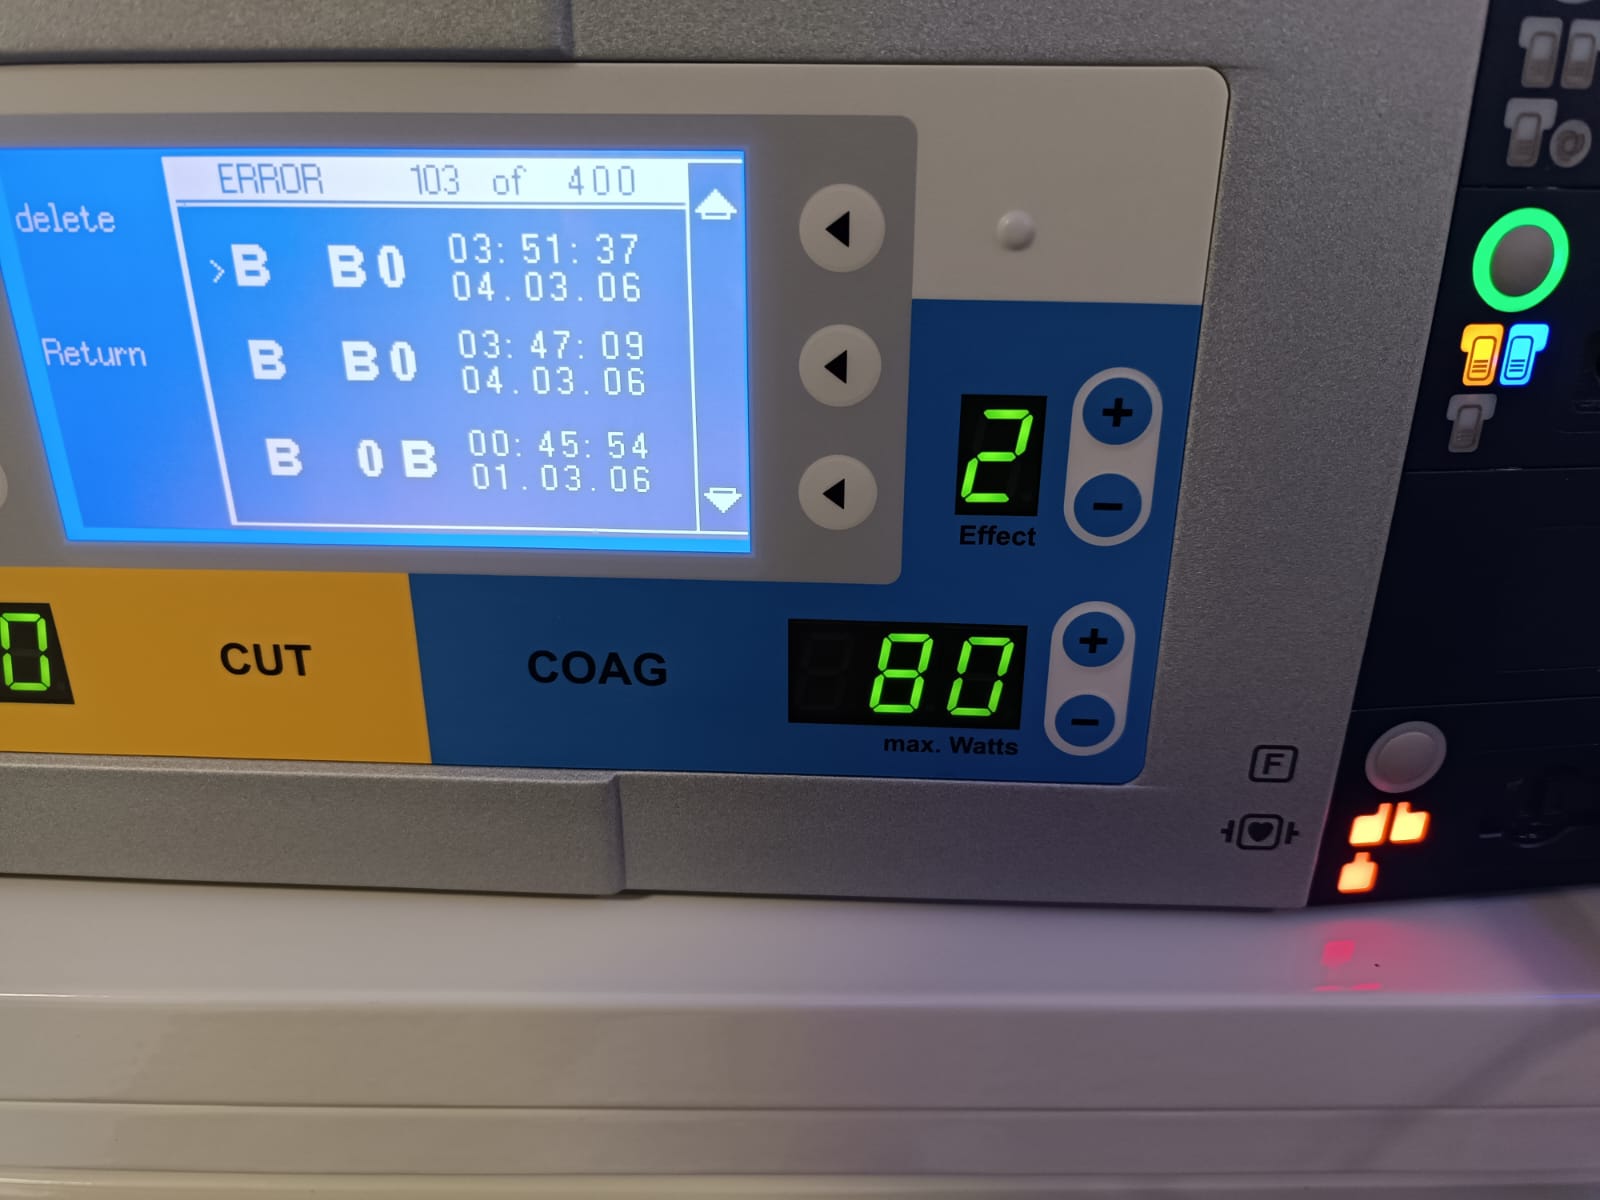 delete
Return
ERROR 103 of 400
>B B0 03:51:37
04.03.06
B B0 03:47:09
04.03.06
B 0B 00:45:54
01.03.06
2
Effect
0
CUT
COAG
80
max. Watts
F